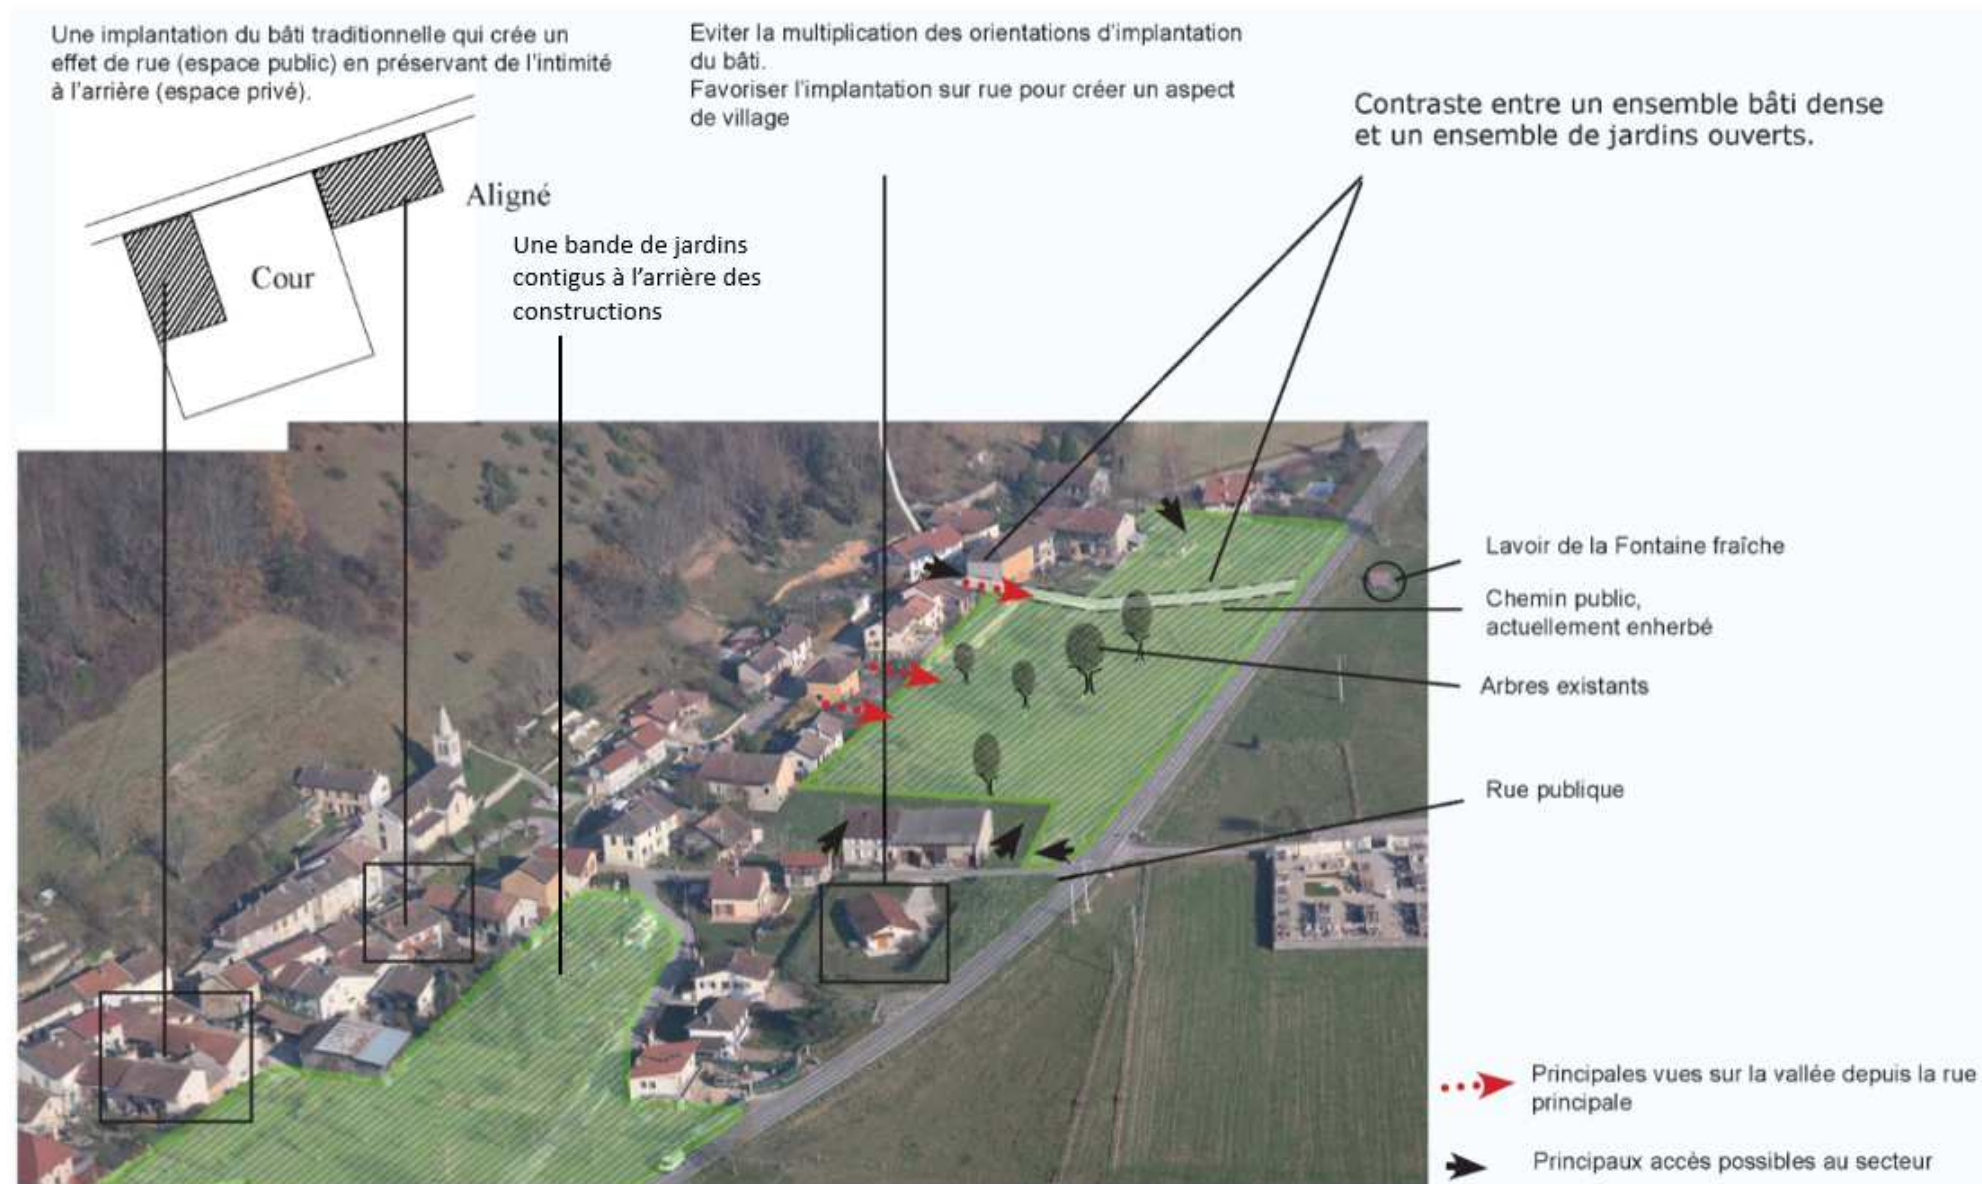 Une implantation du bâti traditionnelle qui crée un
effet de rue (espace public) en préservant de l'intimité
à l'arrière (espace privé).
Eviter la multiplication des orientations d'implantation
du bâti.
Favoriser l'implantation sur rue pour créer un aspect
de village
Contraste entre un ensemble bâti dense
et un ensemble de jardins ouverts.
Aligné
Cour
Une bande de jardins
contigus à l'arrière des
constructions
Lavoir de la Fontaine fraîche
Chemin public,
actuellement enherbé
Arbres existants
Rue publique
Principales vues sur la vallée depuis la rue
principale
Principaux accès possibles au secteur